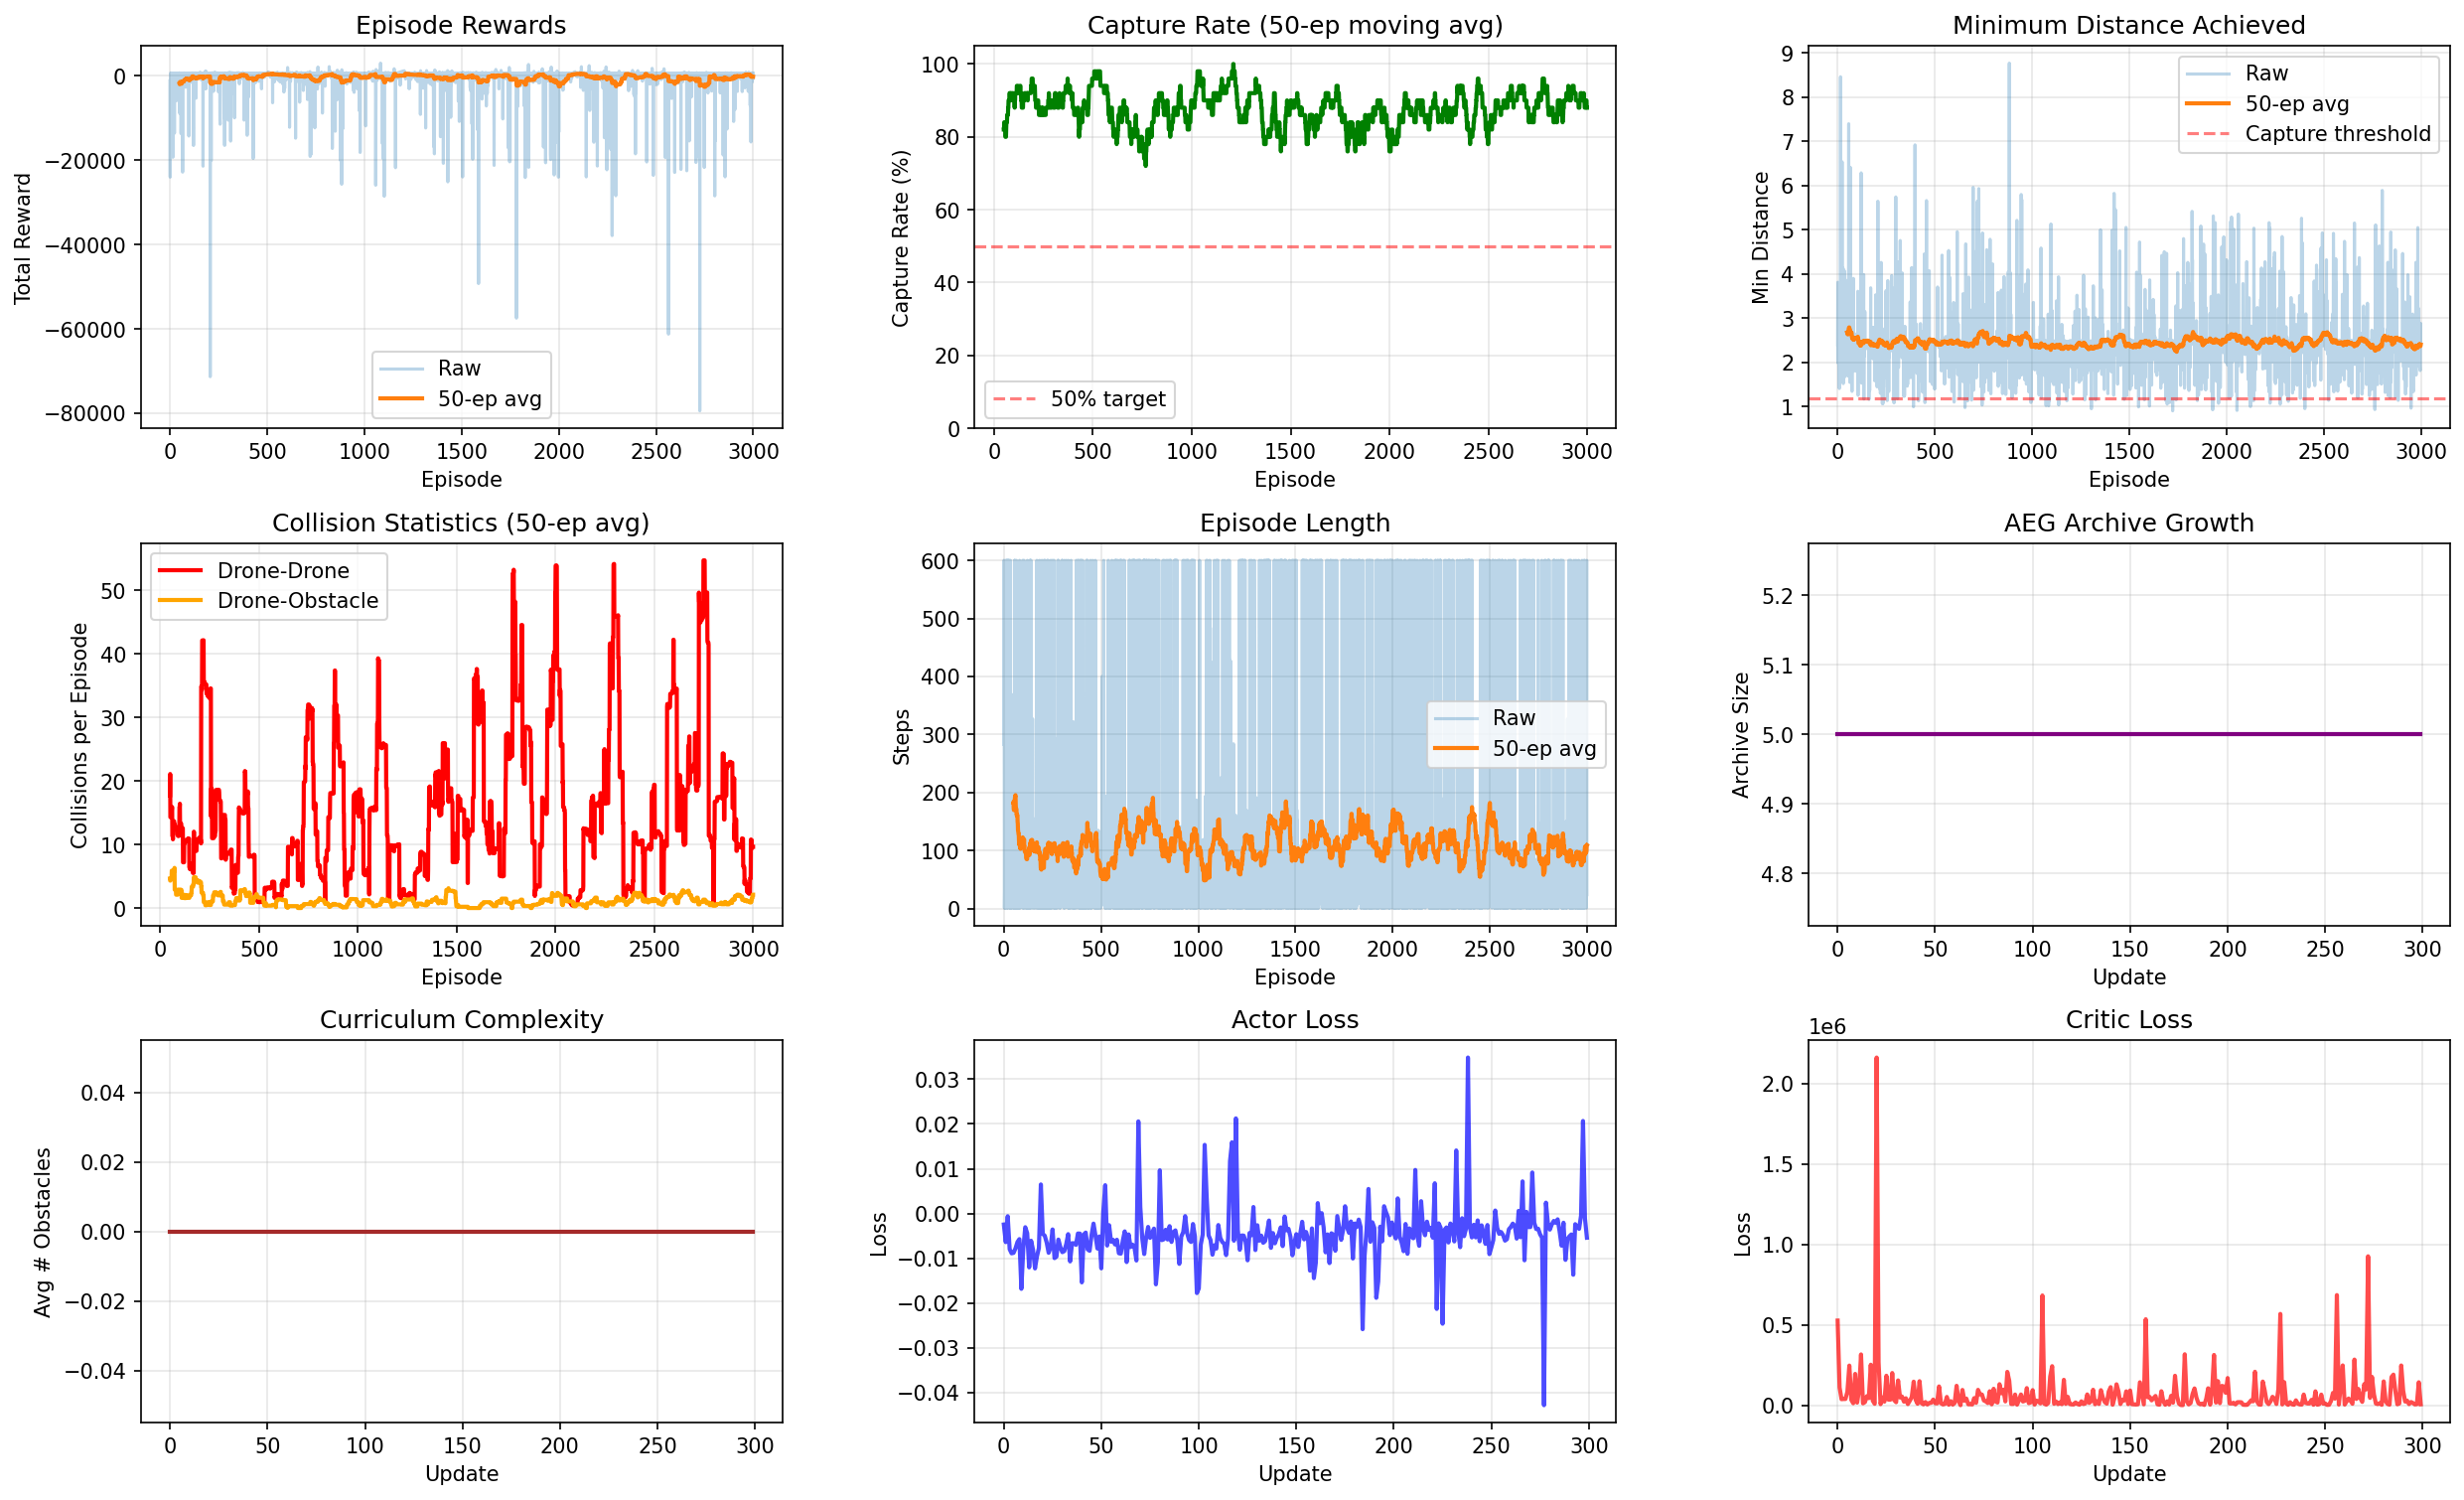 Episode Rewards
0
−20000
−40000
−60000
−80000
Total Reward
Raw
50-ep avg
0 500 1000 1500 2000 2500 3000
Episode
Capture Rate (50-ep moving avg)
100
80
60
40
20
0
Capture Rate (%)
50% target
0 500 1000 1500 2000 2500 3000
Episode
Minimum Distance Achieved
9
8
7
6
5
4
3
2
1
Min Distance
Raw
50-ep avg
Capture threshold
0 500 1000 1500 2000 2500 3000
Episode
Collision Statistics (50-ep avg)
50
40
30
20
10
0
Collisions per Episode
Drone-Drone
Drone-Obstacle
0 500 1000 1500 2000 2500 3000
Episode
Episode Length
600
500
400
300
200
100
0
Steps
Raw
50-ep avg
0 500 1000 1500 2000 2500 3000
Episode
AEG Archive Growth
5.2
5.1
5.0
4.9
4.8
Archive Size
0 50 100 150 200 250 300
Update
Curriculum Complexity
0.04
0.02
0.00
−0.02
−0.04
Avg # Obstacles
0 50 100 150 200 250 300
Update
Actor Loss
0.03
0.02
0.01
0.00
−0.01
−0.02
−0.03
−0.04
Loss
0 50 100 150 200 250 300
Update
Critic Loss
1e6
2.0
1.5
1.0
0.5
0.0
Loss
0 50 100 150 200 250 300
Update